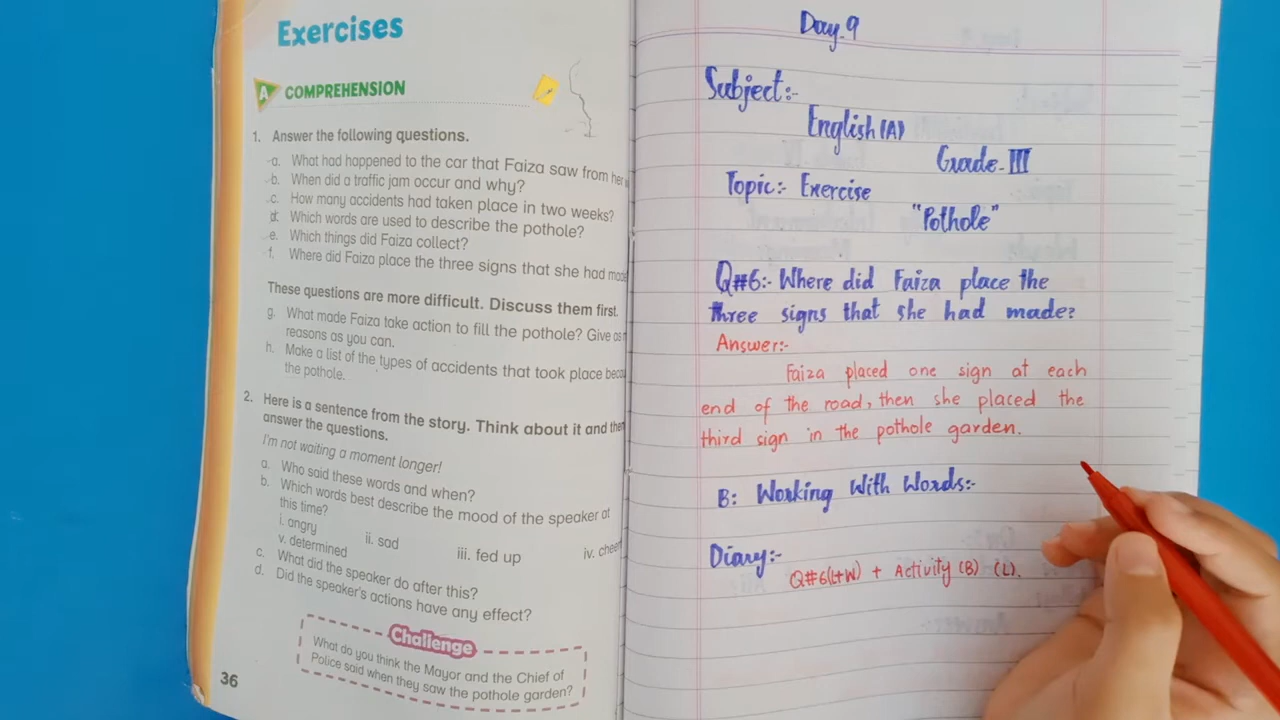 Exercises
A COMPREHENSION
1. Answer the following questions.
a. What had happened to the car that Faiza saw from her
b. When did a traffic jam occur and why?
c. How many accidents had taken place in two weeks?
d. Which words are used to describe the pothole?
e. Which things did Faiza collect?
f. Where did Faiza place the three signs that she had made
These questions are more difficult. Discuss them first.
g. What made Faiza take action to fill the pothole? Give as
reasons as you can.
h. Make a list of the types of accidents that took place
the pothole.
2. Here is a sentence from the story. Think about it and then
answer the questions.
I'm not waiting a moment longer!
a. Who said these words and when?
b. Which words best describe the mood of the speaker at
this time?
i. angry ii. sad iii. fed up iv.
v. determined
c. What did the speaker do after this?
d. Did the speaker's actions have any effect?
Challenge
What do you think the Mayor and the Chief of
Police said when they saw the pothole garden?
36
Day.9
Subject:-
English (A)
Grade-III
Topic:- Exercise
"Pothole"
Q#6:- Where did Faiza place the
three signs that she had made?
Answer:-
Faiza placed one sign at each
end of the road, then she placed the
third sign in the pothole garden.
B: Working With Words:-
Diary:-
Q#6(L+W) + Activity (B) (L).